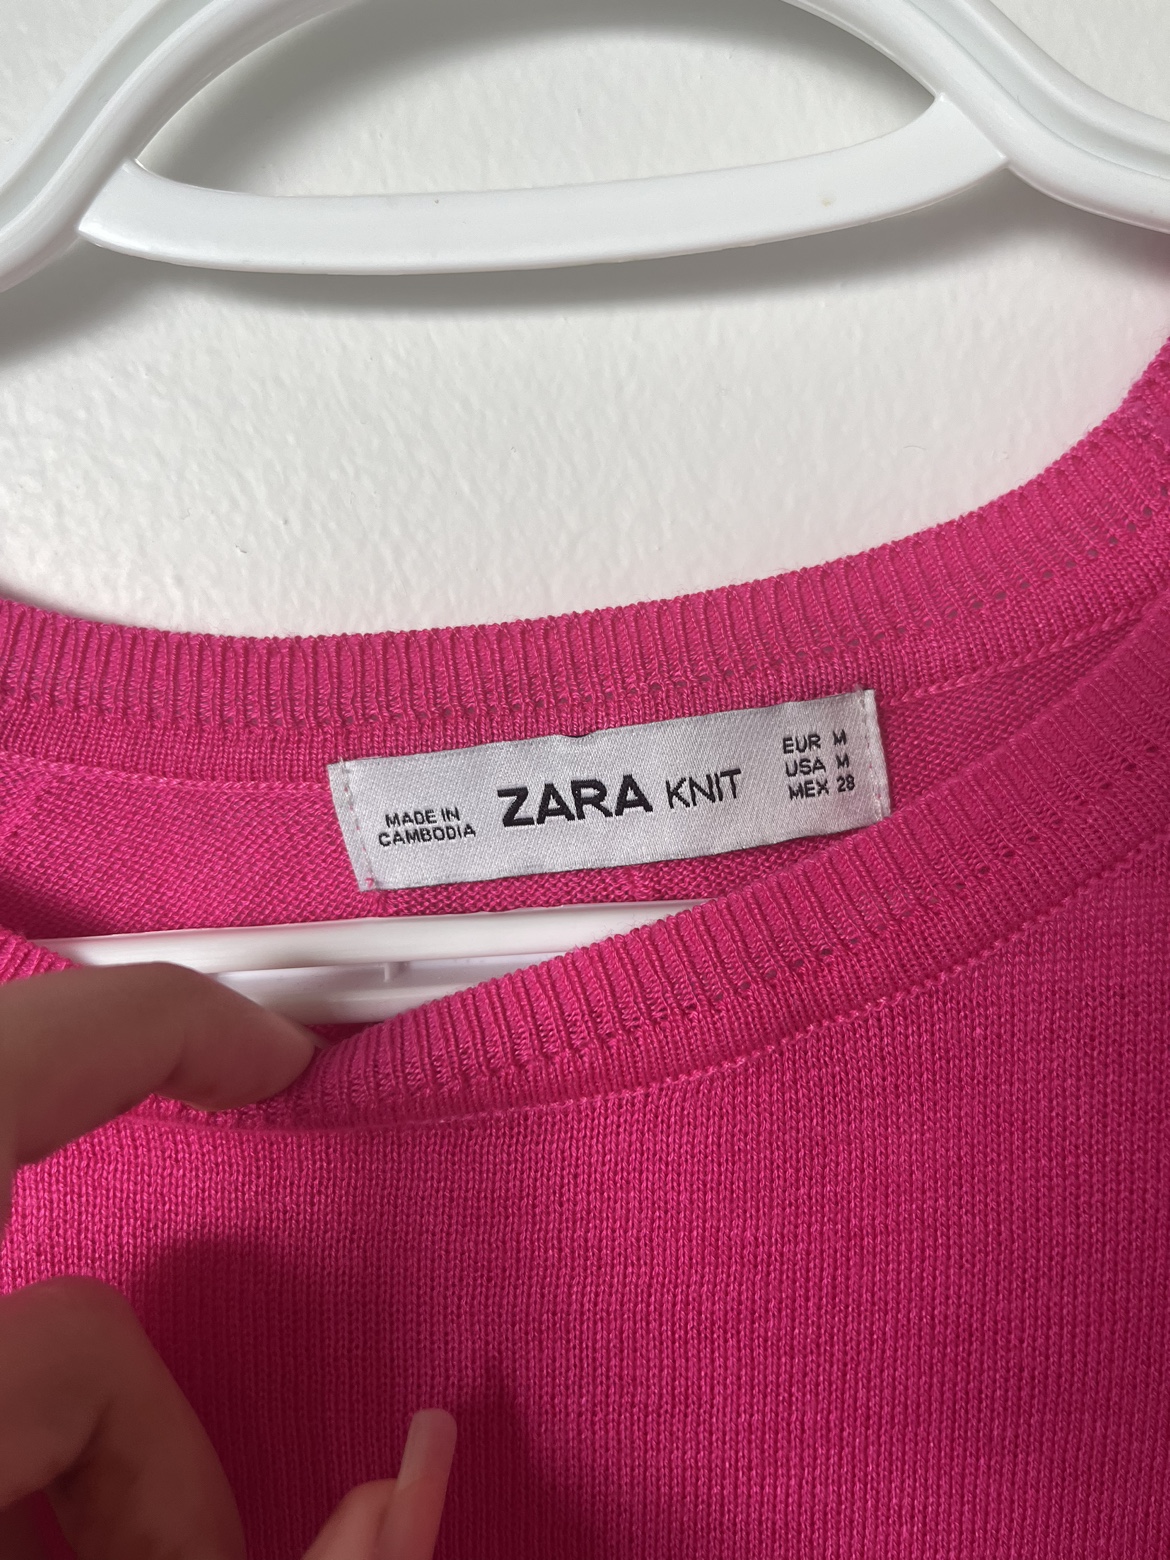 MADE IN
CAMBODIA
ZARA KNIT
EUR M
USA M
MEX 28